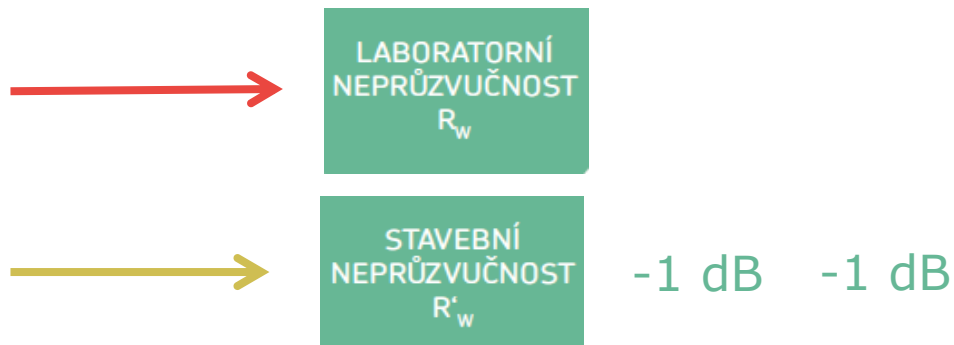 LABORATORNÍ
NEPRŮZVUČNOST
Rw
STAVEBNÍ
NEPRŮZVUČNOST
R‘w
-1 dB -1 dB